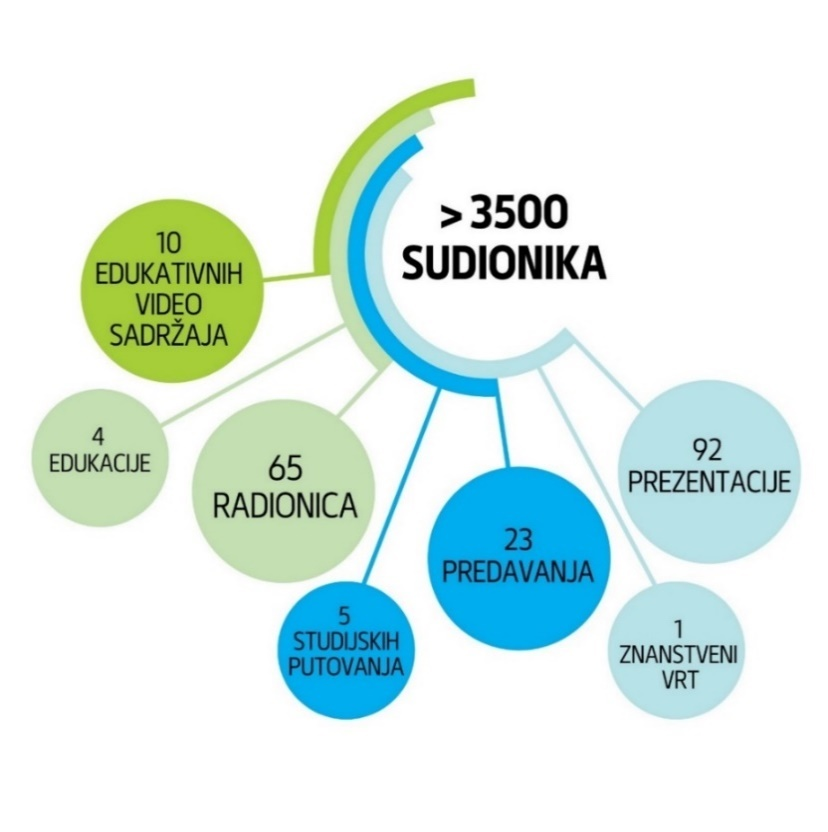 > 3500
SUDIONIKA
10
EDUKATIVNIH
VIDEO
SADRŽAJA
4
EDUKACIJE
65
RADIONICA
5
STUDIJSKIH
PUTOVANJA
23
PREDAVANJA
1
ZNANSTVENI
VRT
92
PREZENTACIJE